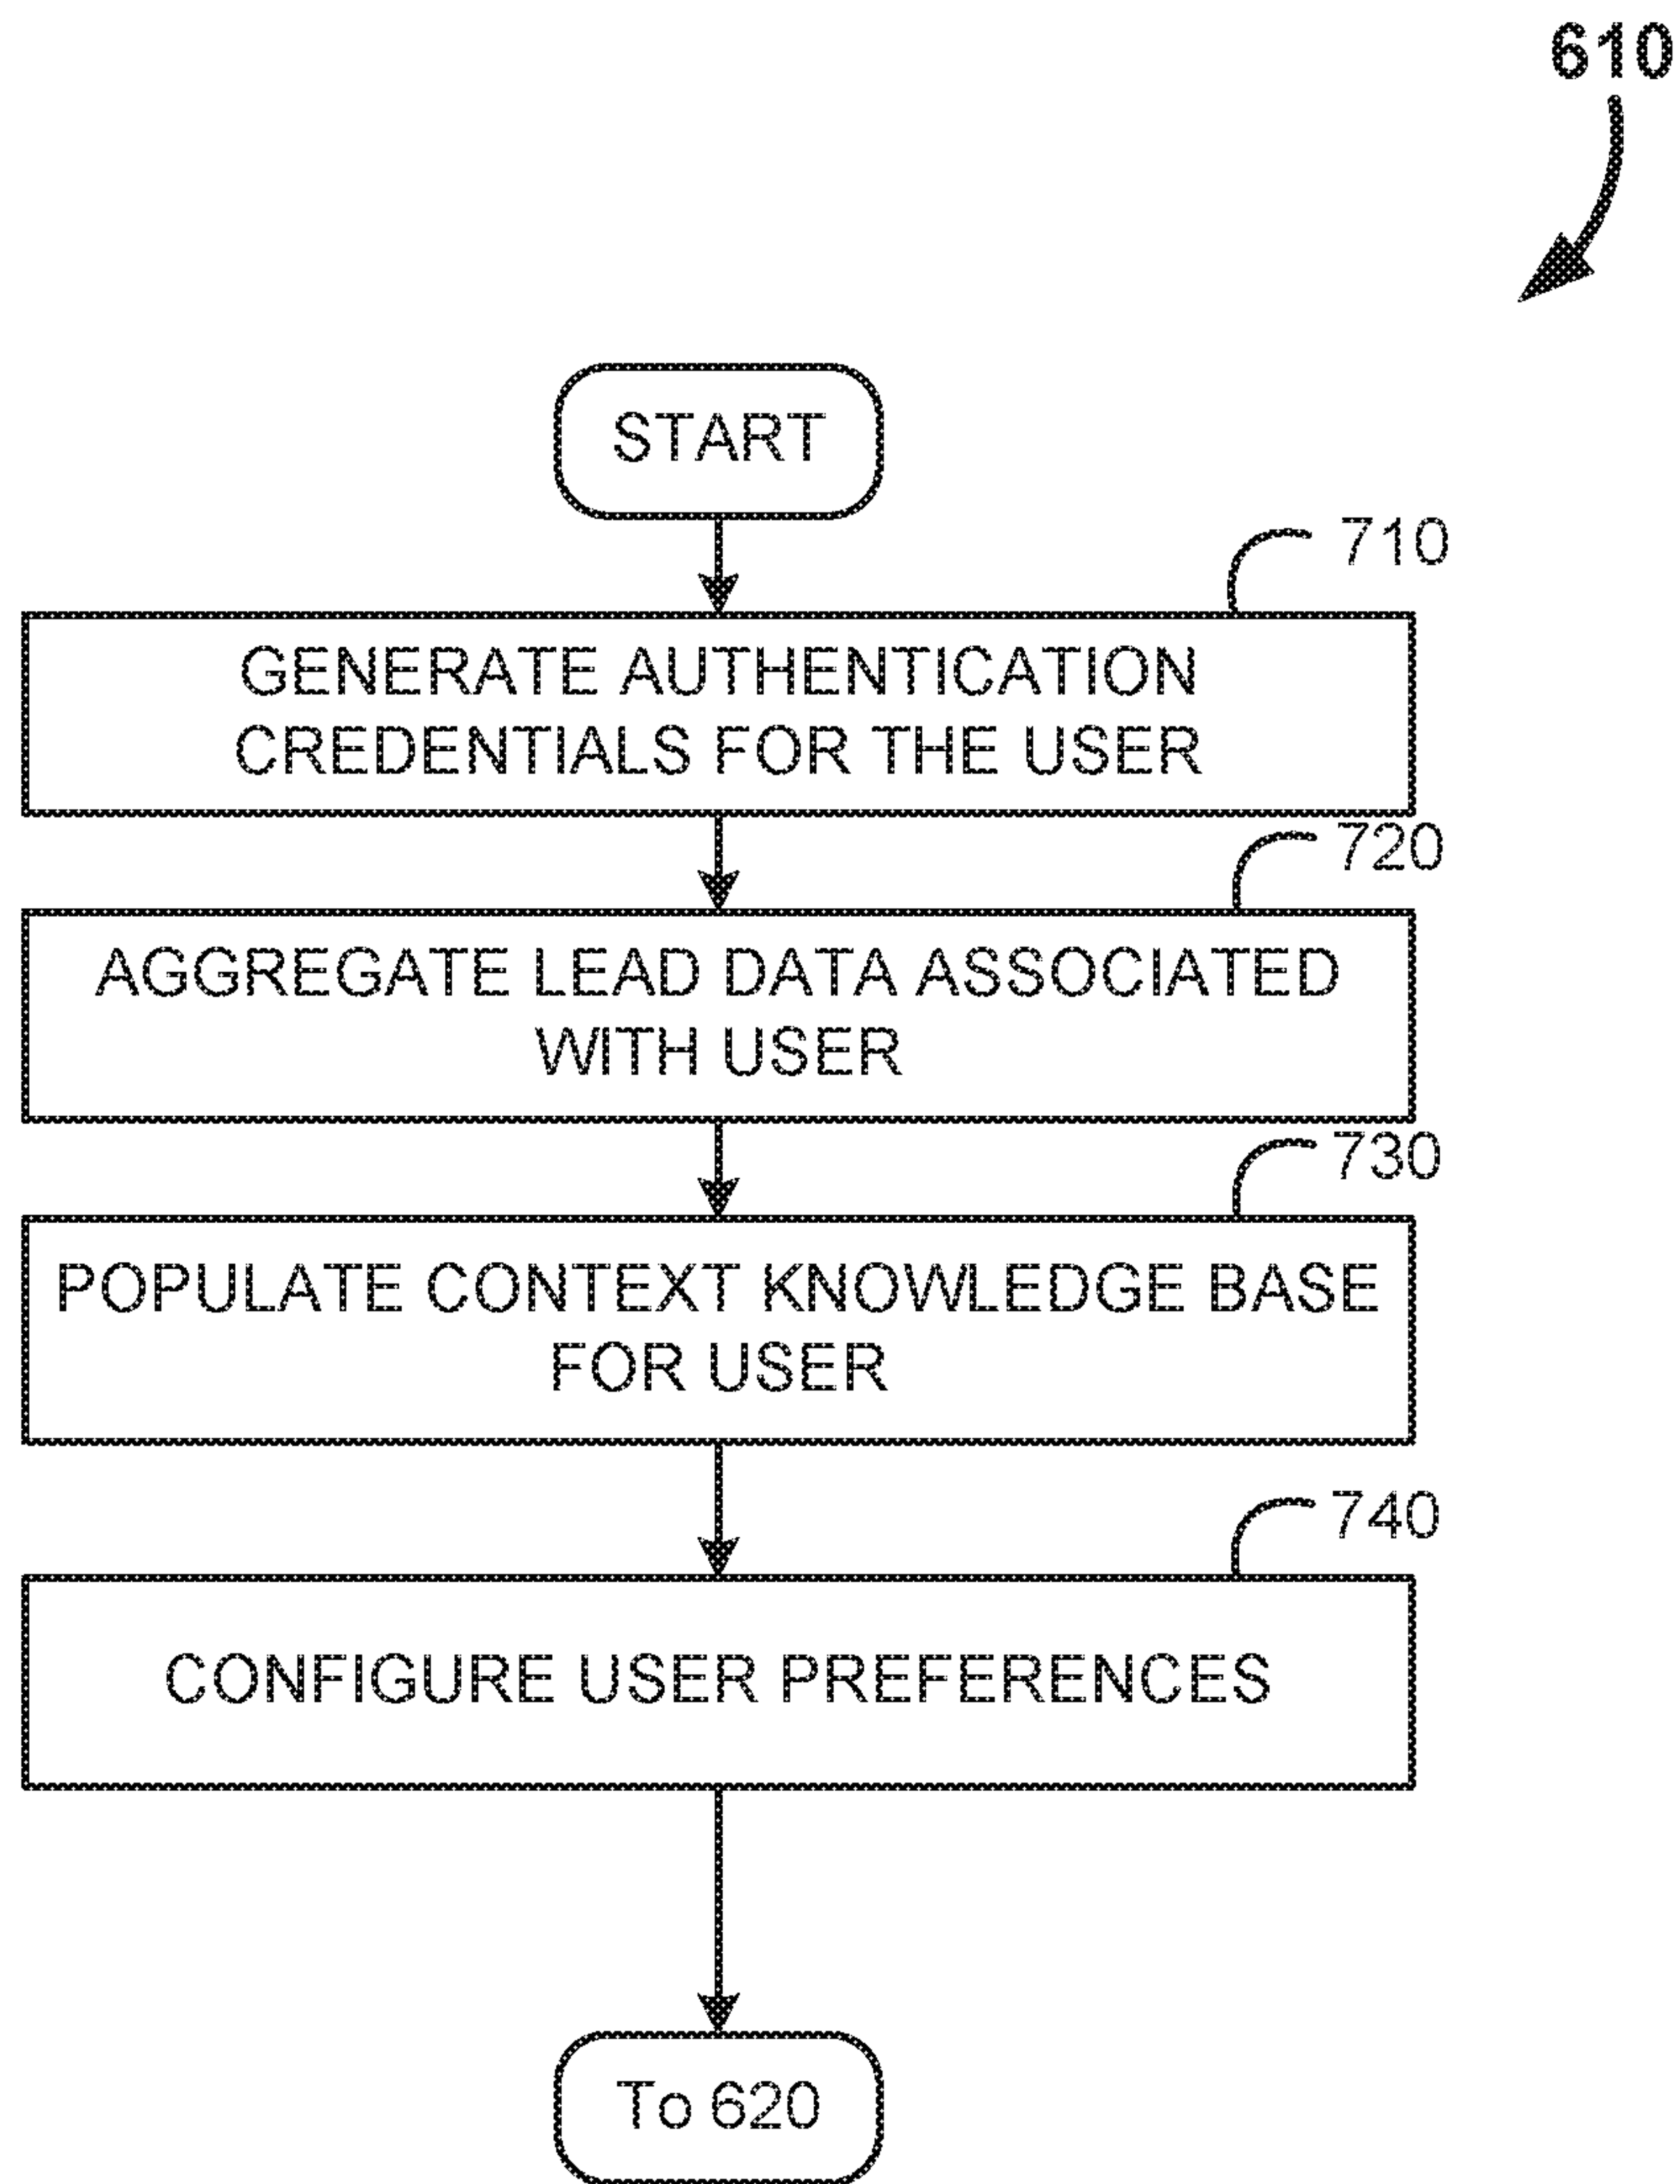 610
START
710
GENERATE AUTHENTICATION
CREDENTIALS FOR THE USER
720
AGGREGATE LEAD DATA ASSOCIATED
WITH USER
730
POPULATE CONTEXT KNOWLEDGE BASE
FOR USER
740
CONFIGURE USER PREFERENCES
To 620